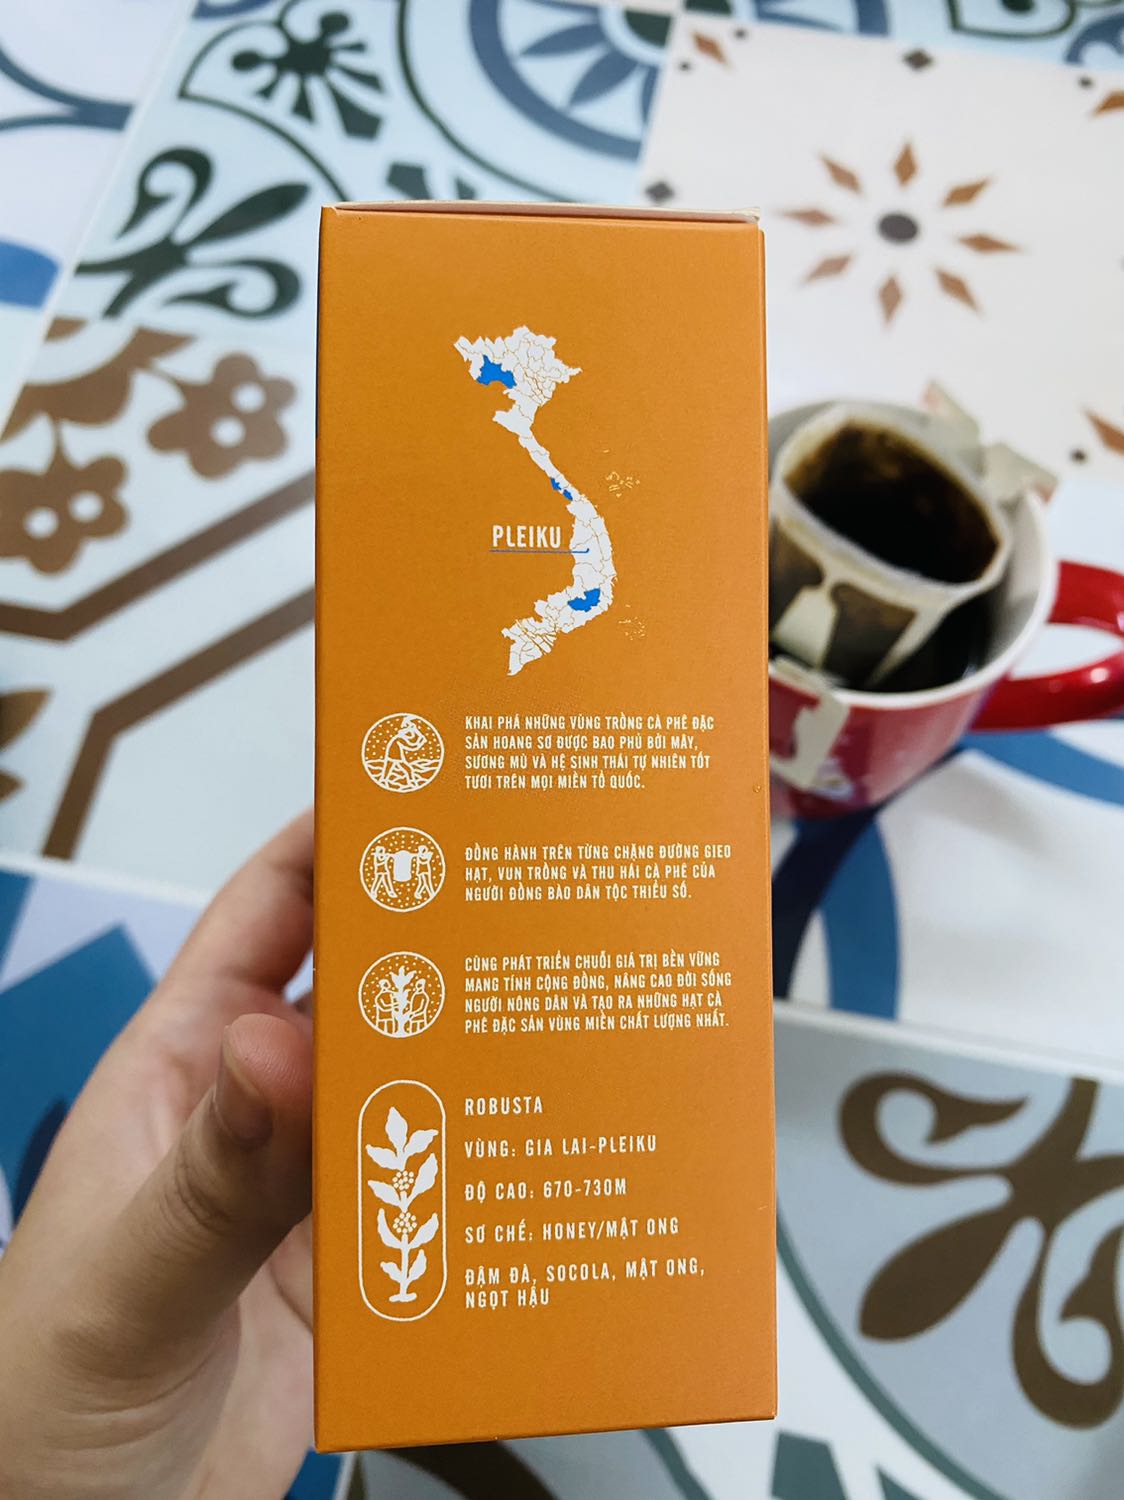 PLEIKU
KHAI PHÁ NHỮNG VÙNG TRỒNG CÀ PHÊ ĐẶC
SẢN HOANG SƠ ĐƯỢC BAO PHỦ BỞI MÂY,
SƯƠNG MÙ VÀ HỆ SINH THÁI TỰ NHIÊN TỐT
TƯƠI TRÊN MỌI MIỀN TỔ QUỐC.
ĐỒNG HÀNH TRÊN TỪNG CHẶNG ĐƯỜNG GIEO
HẠT, VUN TRỒNG VÀ THU HÁI CÀ PHÊ CỦA
NGƯỜI ĐỒNG BÀO DÂN TỘC THIỂU SỐ.
CÙNG PHÁT TRIỂN CHUỖI GIÁ TRỊ BỀN VỮNG
MANG TÍNH CỘNG ĐỒNG, NÂNG CAO ĐỜI SỐNG
NGƯỜI NÔNG DÂN VÀ TẠO RA NHỮNG HẠT CÀ
PHÊ ĐẶC SẢN VÙNG MIỀN CHẤT LƯỢNG NHẤT.
ROBUSTA
VÙNG: GIA LAI-PLEIKU
ĐỘ CAO: 670-730M
SƠ CHẾ: HONEY/MẬT ONG
ĐẬM ĐÀ, SOCOLA, MẬT ONG,
NGỌT HẬU